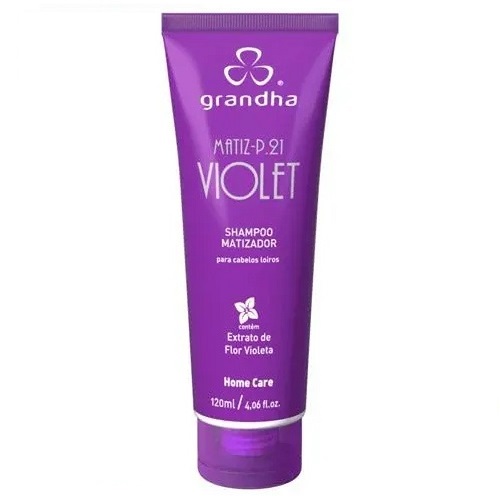 grandha®
MATIZ-P.21
VIOLET
SHAMPOO
MATIZADOR
para cabelos loiros
contém
Extrato de
Flor Violeta
Home Care
120ml / 4,06 fl.oz.